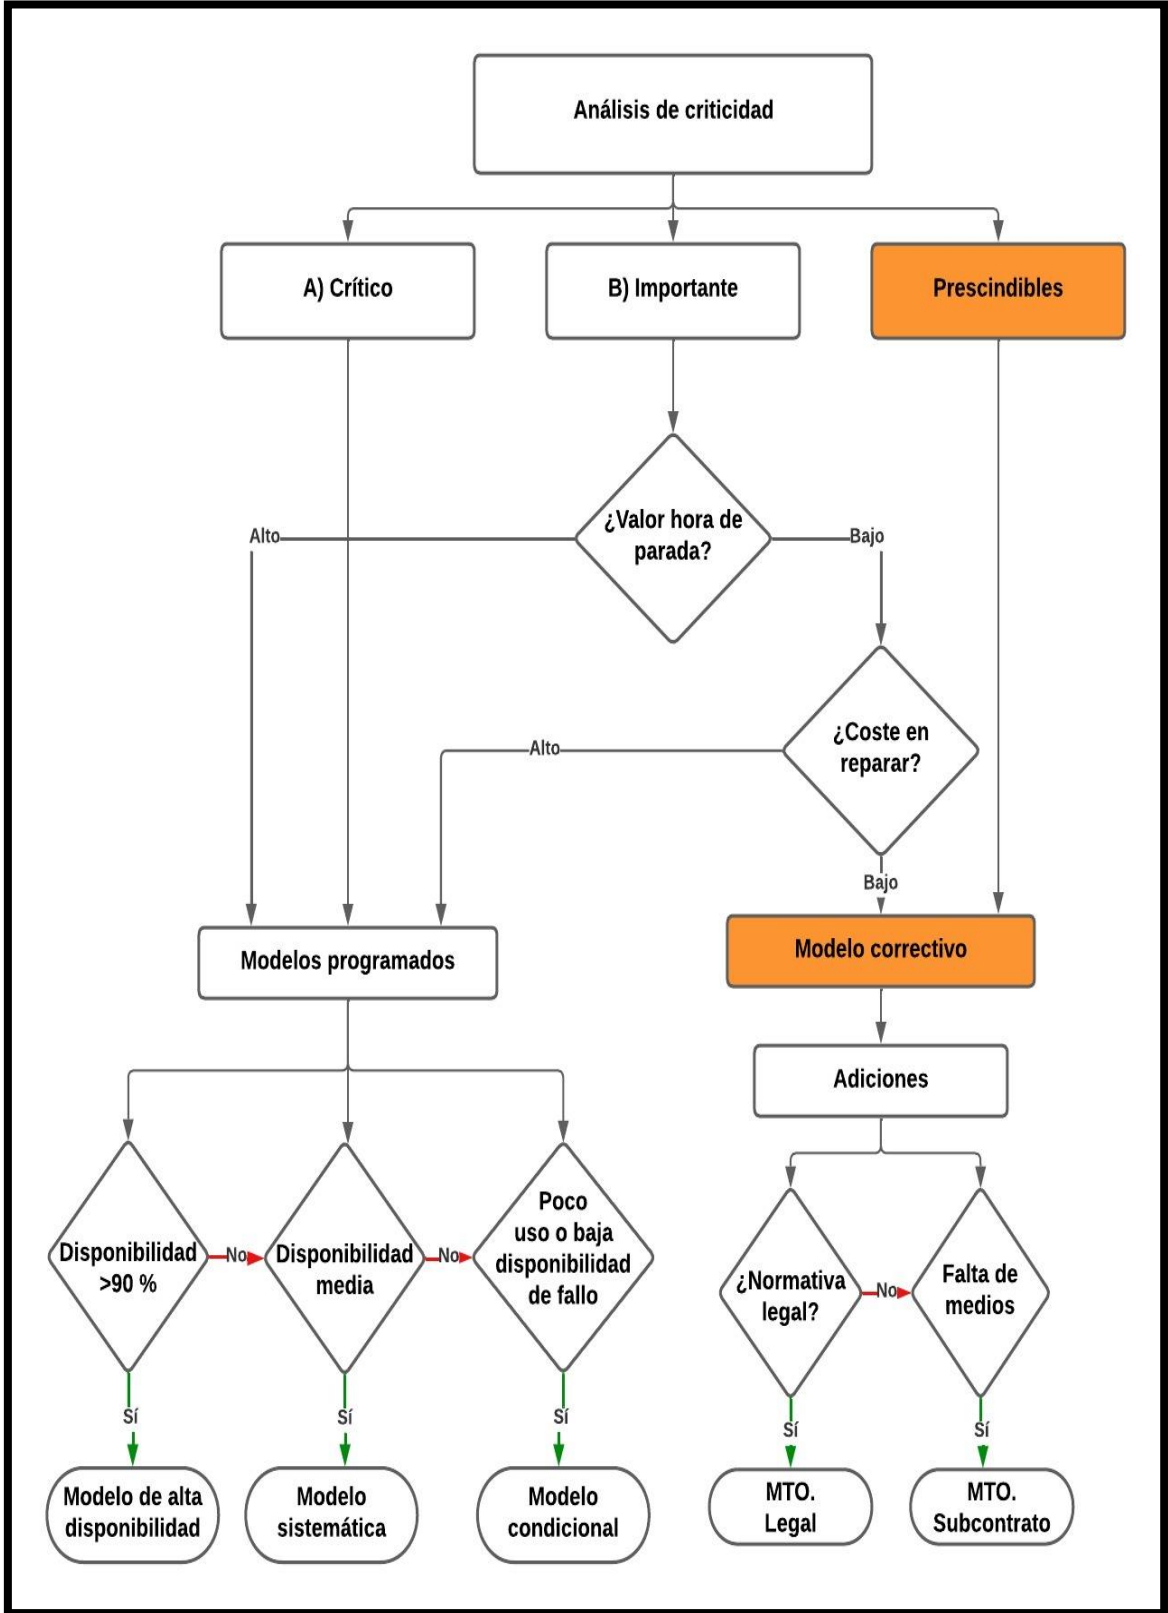 Análisis de criticidad
A) Crítico
B) Importante
Prescindibles
¿Valor hora de
parada?
Alto
Bajo
¿Coste en
reparar?
Alto
Bajo
Modelos programados
Modelo correctivo
Adiciones
Disponibilidad
>90 %
No
Disponibilidad
media
No
Poco
uso o baja
disponibilidad
de fallo
¿Normativa
legal?
No
Falta de
medios
Sí
Sí
Sí
Sí
Sí
Modelo de alta
disponibilidad
Modelo
sistemática
Modelo
condicional
MTO.
Legal
MTO.
Subcontrato